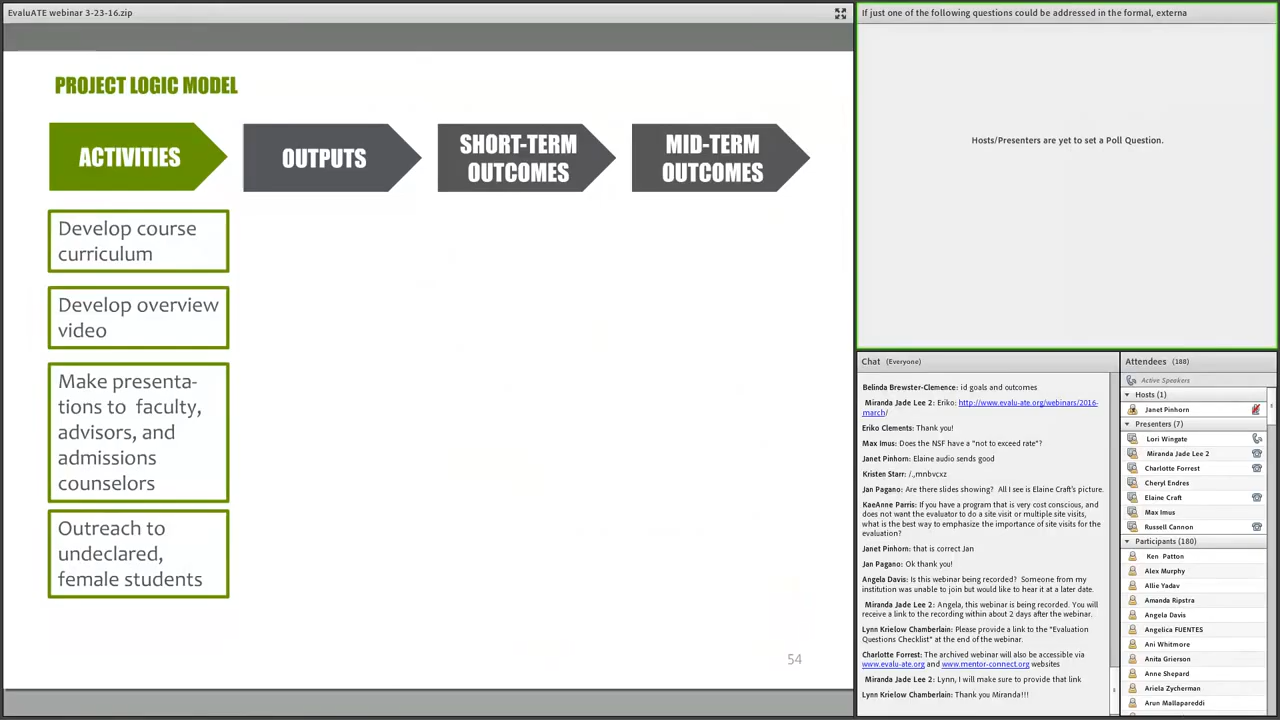 EvaluATE webinar 3-23-16.zip
PROJECT LOGIC MODEL
ACTIVITIES
OUTPUTS
SHORT-TERM
OUTCOMES
MID-TERM
OUTCOMES
Develop course
curriculum
Develop overview
video
Make presenta-
tions to faculty,
advisors, and
admissions
counselors
Outreach to
undeclared,
female students
54
If just one of the following questions could be addressed in the formal, externa
Hosts/Presenters are yet to set a Poll Question.
Chat (Everyone)
Belinda Brewster-Clemence: id goals and outcomes
Miranda Jade Lee 2: Eriko: http://www.evalu-ate.org/webinars/2016-
march/
Eriko Clements: Thank you!
Max Imus: Does the NSF have a "not to exceed rate"?
Janet Pinhorn: Elaine audio sends good
Kristen Starr: /.,mnbvcxz
Jan Pagano: Are there slides showing? All I see is Elaine Craft's picture.
KaeAnne Parris: If you have a program that is very cost conscious, and
does not want the evaluator to do a site visit or multiple site visits,
what is the best way to emphasize the importance of site visits for the
evaluation?
Janet Pinhorn: that is correct Jan
Jan Pagano: Ok thank you!
Angela Davis: Is this webinar being recorded? Someone from my
institution was unable to join but would like to hear it at a later date.
Miranda Jade Lee 2: Angela, this webinar is being recorded. You will
receive a link to the recording within about 2 days after the webinar.
Lynn Krielow Chamberlain: Please provide a link to the "Evaluation
Questions Checklist" at the end of the webinar.
Charlotte Forrest: The archived webinar will also be accessible via
www.evalu-ate.org and www.mentor-connect.org websites
Miranda Jade Lee 2: Lynn, I will make sure to provide that link
Lynn Krielow Chamberlain: Thank you Miranda!!!
Attendees (188)
Active Speakers
Hosts (1)
Janet Pinhorn
Presenters (7)
Lori Wingate
Miranda Jade Lee 2
Charlotte Forrest
Cheryl Endres
Elaine Craft
Max Imus
Russell Cannon
Participants (180)
Ken Patton
Alex Murphy
Allie Yadav
Amanda Ripstra
Angela Davis
Angelica FUENTES
Ani Whitmore
Anita Grierson
Anne Shepard
Ariela Zycherman
Arun Mallapareddi